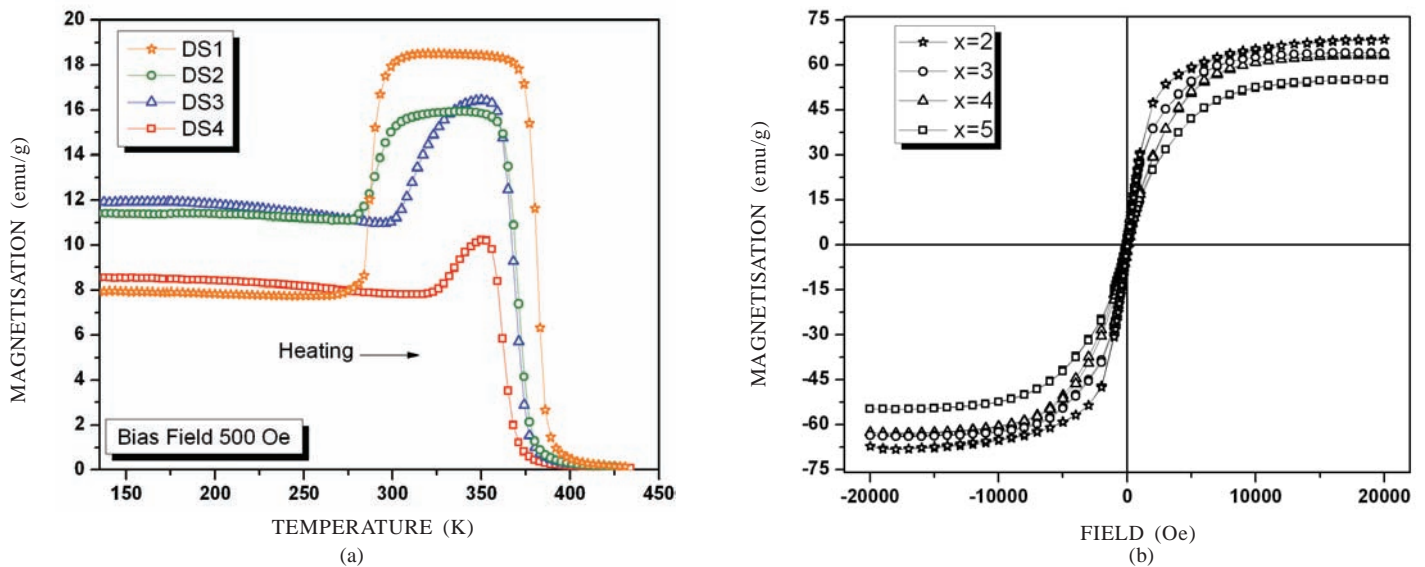 20
18
16
14
12
10
8
6
4
2
0
MAGNETISATION (emu/g)
DS1
DS2
DS3
DS4
Heating
Bias Field 500 Oe
150 200 250 300 350 400 450
TEMPERATURE (K)
(a)
75
60
45
30
15
0
-15
-30
-45
-60
-75
MAGNETISATION (emu/g)
x=2
x=3
x=4
x=5
-20000 -10000 0 10000 20000
FIELD (Oe)
(b)